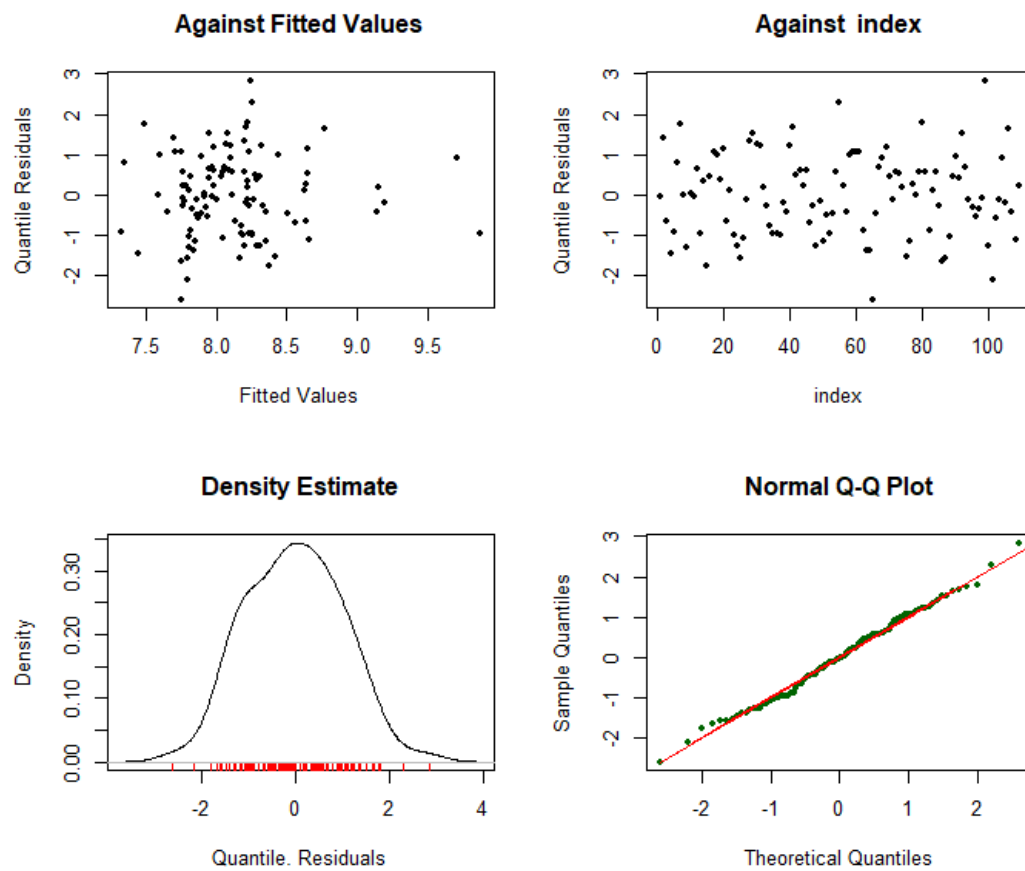 Against Fitted Values
Quantile Residuals
3
2
1
0
-1
-2
7.5 8.0 8.5 9.0 9.5
Fitted Values
Against index
Quantile Residuals
3
2
1
0
-1
-2
0 20 40 60 80 100
index
Density Estimate
Density
0.30
0.20
0.10
0.00
-2 0 2 4
Quantile. Residuals
Normal Q-Q Plot
Sample Quantiles
3
2
1
0
-1
-2
-2 -1 0 1 2
Theoretical Quantiles